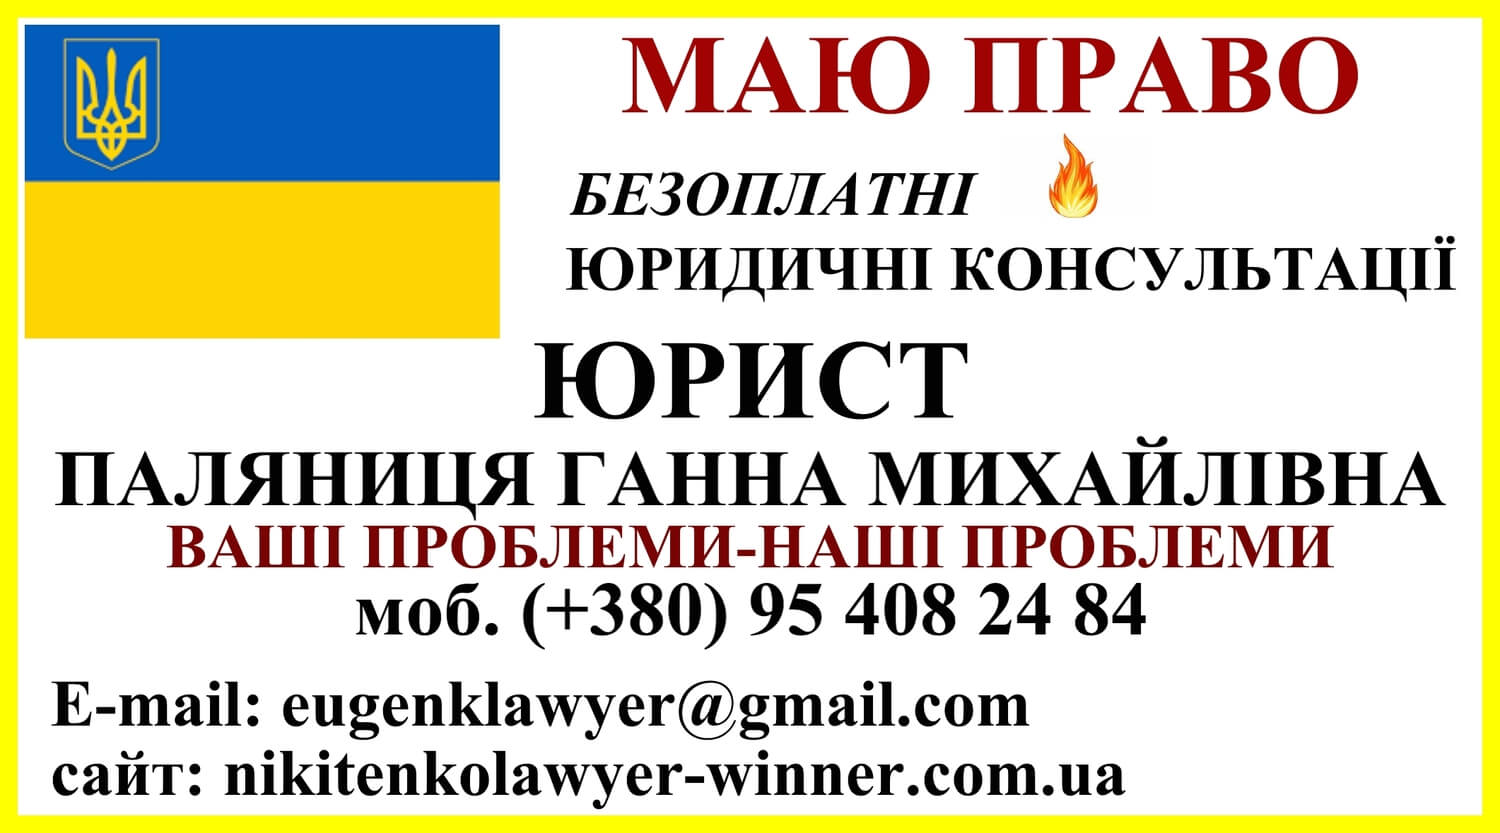 МАЮ ПРАВО
БЕЗОПЛАТНІ
ЮРИДИЧНІ КОНСУЛЬТАЦІЇ
ЮРИСТ
ПАЛЯНИЦЯ ГАННА МИХАЙЛІВНА
ВАШІ ПРОБЛЕМИ-НАШІ ПРОБЛЕМИ
моб. (+380) 95 408 24 84
E-mail: eugenklawyer@gmail.com
сайт: nikitenkolawyer-winner.com.ua